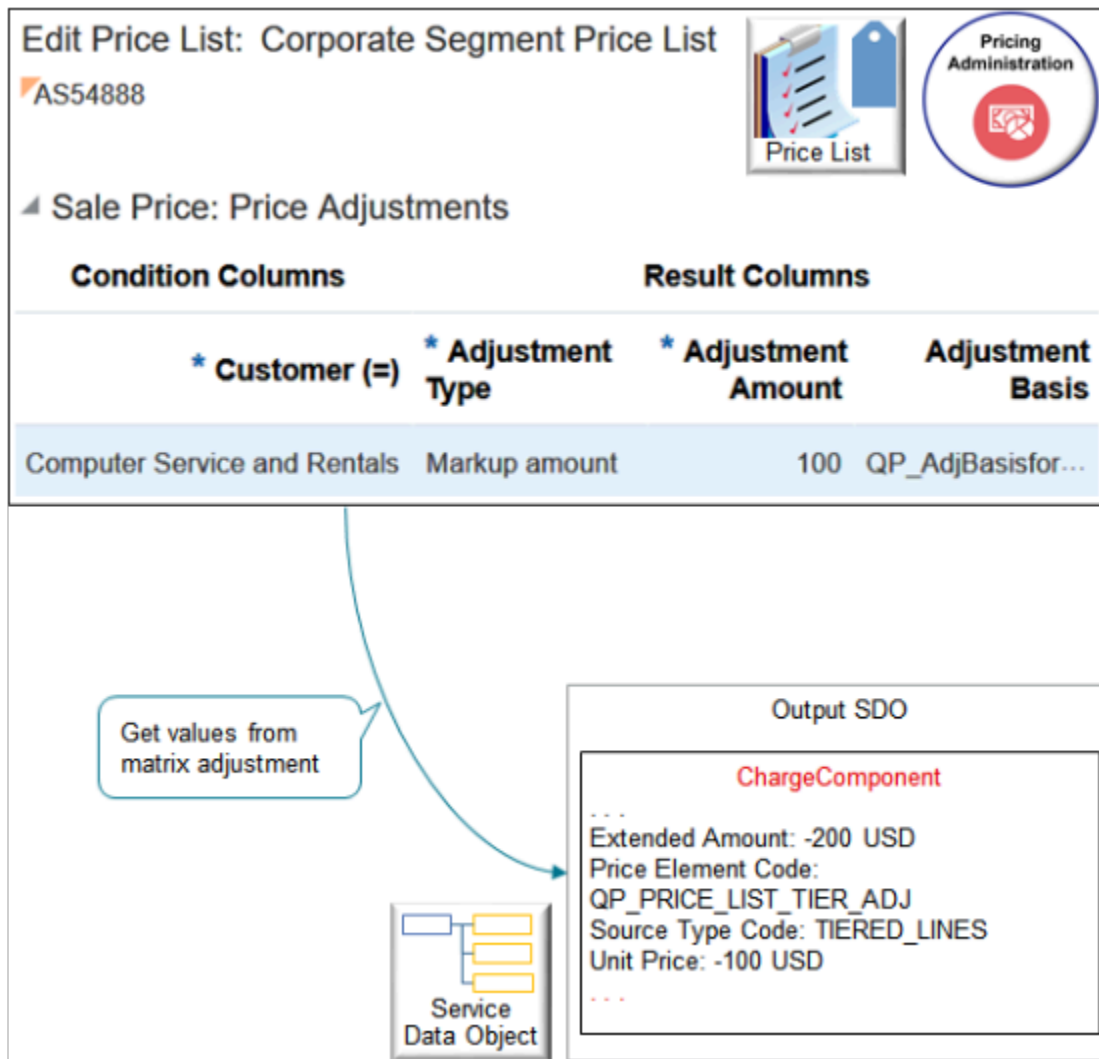 Edit Price List: Corporate Segment Price List
AS54888
Price List
Pricing
Administration
Sale Price: Price Adjustments
Condition Columns
Result Columns
* Customer (=)
* Adjustment
Type
* Adjustment
Amount
Adjustment
Basis
Computer Service and Rentals
Markup amount
100
QP_AdjBasisfor...
Get values from
matrix adjustment
Output SDO
ChargeComponent
. . .
Extended Amount: -200 USD
Price Element Code:
QP_PRICE_LIST_TIER_ADJ
Source Type Code: TIERED_LINES
Unit Price: -100 USD
. . .
Service
Data Object